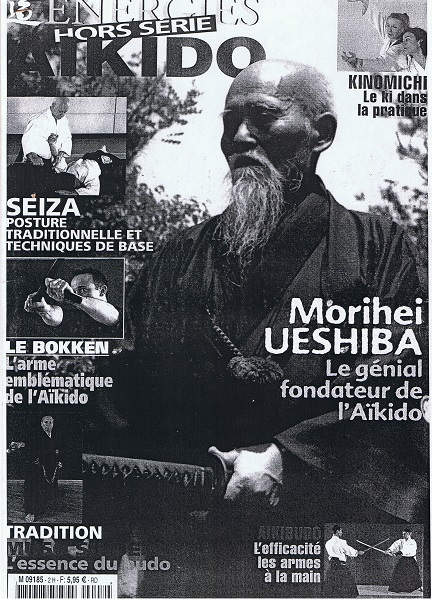 ENERGIES
HORS SÉRIE
AÏKIDO
KINOMICHI
Le ki dans
la pratique
SEIZA
POSTURE
TRADITIONNELLE ET
TECHNIQUES DE BASE
LE BOKKEN
L'arme
emblématique
de l'Aïkido
Morihei
UESHIBA
Le génial
fondateur de
l'Aïkido
TRADITION
L'essence du budo
AIKIBUDO
L'efficacité
les armes
à la main
M 09185 - 2 H - F: 5,95 € - RD